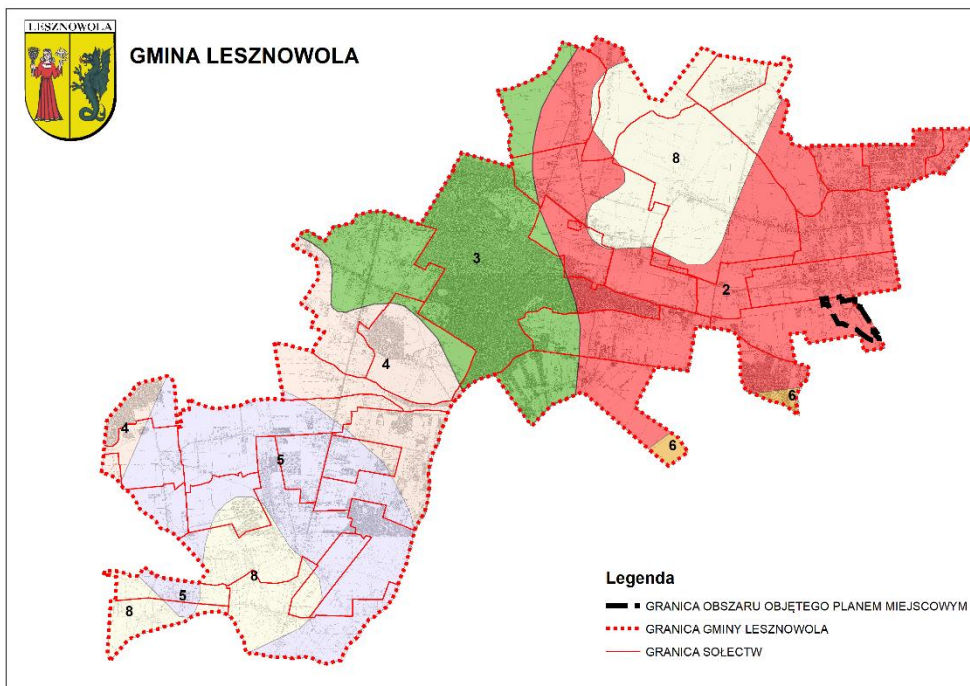 LESZNOWOLA
GMINA LESZNOWOLA
8
3
2
4
6
4
5
6
8
5
8
Legenda
GRANICA OBSZARU OBJĘTEGO PLANEM MIEJSCOWYM
GRANICA GMINY LESZNOWOLA
GRANICA SOŁECTW